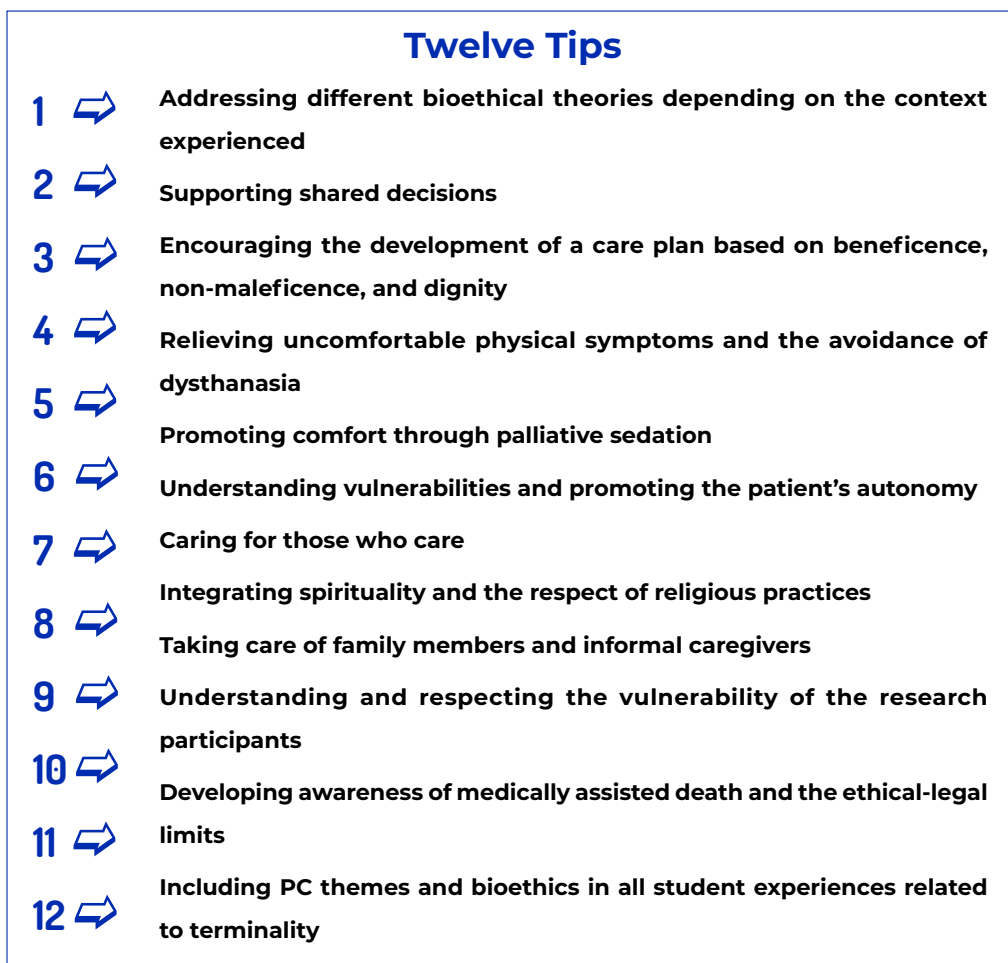 Twelve Tips
1 Addressing different bioethical theories depending on the context
experienced
2 Supporting shared decisions
3 Encouraging the development of a care plan based on beneficence,
non-maleficence, and dignity
4 Relieving uncomfortable physical symptoms and the avoidance of
dysthanasia
5 Promoting comfort through palliative sedation
6 Understanding vulnerabilities and promoting the patient’s autonomy
7 Caring for those who care
8 Integrating spirituality and the respect of religious practices
9 Taking care of family members and informal caregivers
10 Understanding and respecting the vulnerability of the research
participants
11 Developing awareness of medically assisted death and the ethical-legal
limits
12 Including PC themes and bioethics in all student experiences related
to terminality